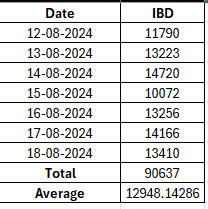 Date IBD
12-08-2024 11790
13-08-2024 13223
14-08-2024 14720
15-08-2024 10072
16-08-2024 13256
17-08-2024 14166
18-08-2024 13410
Total 90637
Average 12948.14286